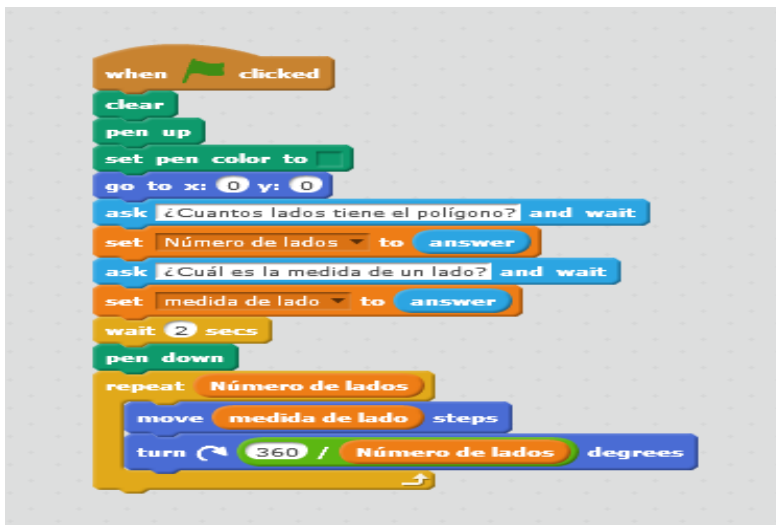 when clicked
clear
pen up
set pen color to
go to x: 0 y: 0
ask ¿Cuantos lados tiene el polígono? and wait
set Número de lados to answer
ask ¿Cuál es la medida de un lado? and wait
set medida de lado to answer
wait 2 secs
pen down
repeat Número de lados
move medida de lado steps
turn 360 / Número de lados degrees